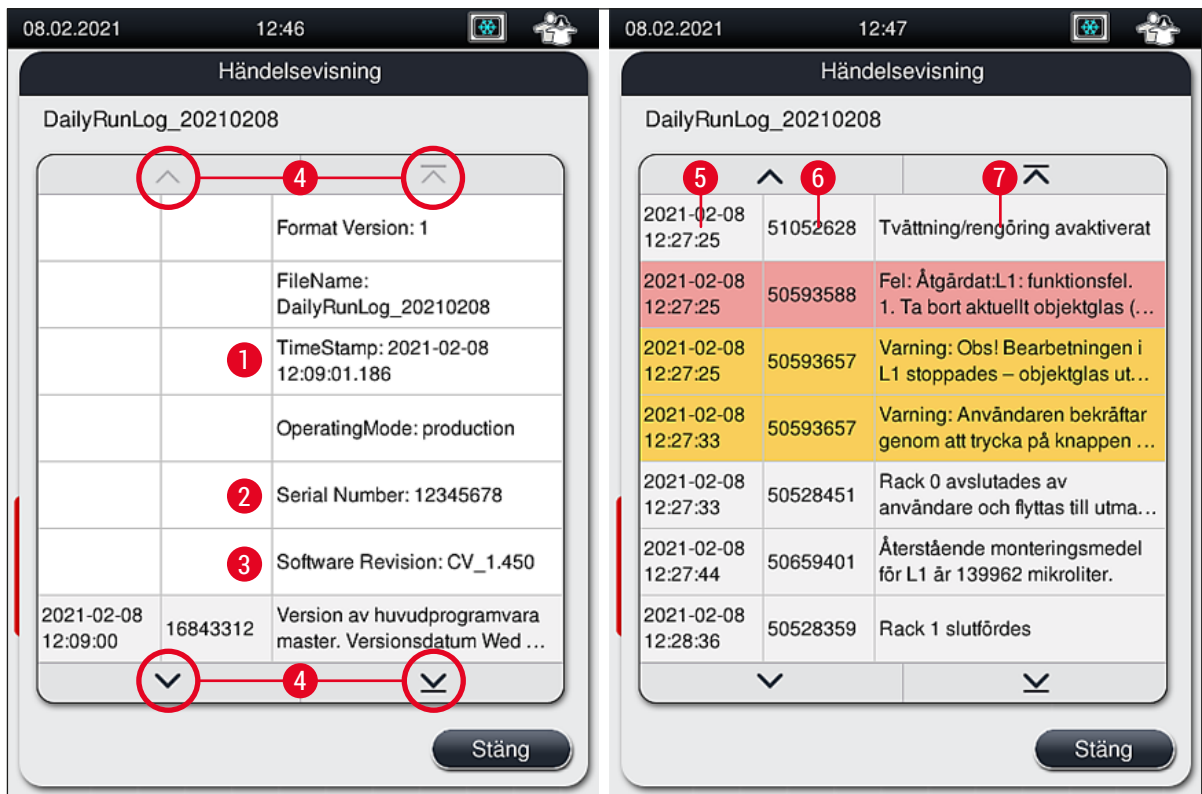 08.02.2021 12:46
Händelsevisning
DailyRunLog_20210208
4
Format Version: 1
FileName:
DailyRunLog_20210208
1
TimeStamp: 2021-02-08
12:09:01.186
OperatingMode: production
2
Serial Number: 12345678
3
Software Revision: CV_1.450
2021-02-08
12:09:00
16843312
Version av huvudprogramvara
master. Versionsdatum Wed ...
4
Stäng
08.02.2021 12:47
Händelsevisning
DailyRunLog_20210208
5 6 7
2021-02-08
12:27:25
51052628
Tvättning/rengöring avaktiverat
2021-02-08
12:27:25
50593588
Fel: Åtgärdat:L1: funktionsfel.
1. Ta bort aktuellt objektglas (...
2021-02-08
12:27:25
50593657
Varning: Obs! Bearbetningen i
L1 stoppades – objektglas ut...
2021-02-08
12:27:33
50593657
Varning: Användaren bekräftar
genom att trycka på knappen ...
2021-02-08
12:27:33
50528451
Rack 0 avslutades av
användare och flyttas till utma...
2021-02-08
12:27:44
50659401
Återstående monteringsmedel
för L1 är 139962 mikroliter.
2021-02-08
12:28:36
50528359
Rack 1 slutfördes
Stäng